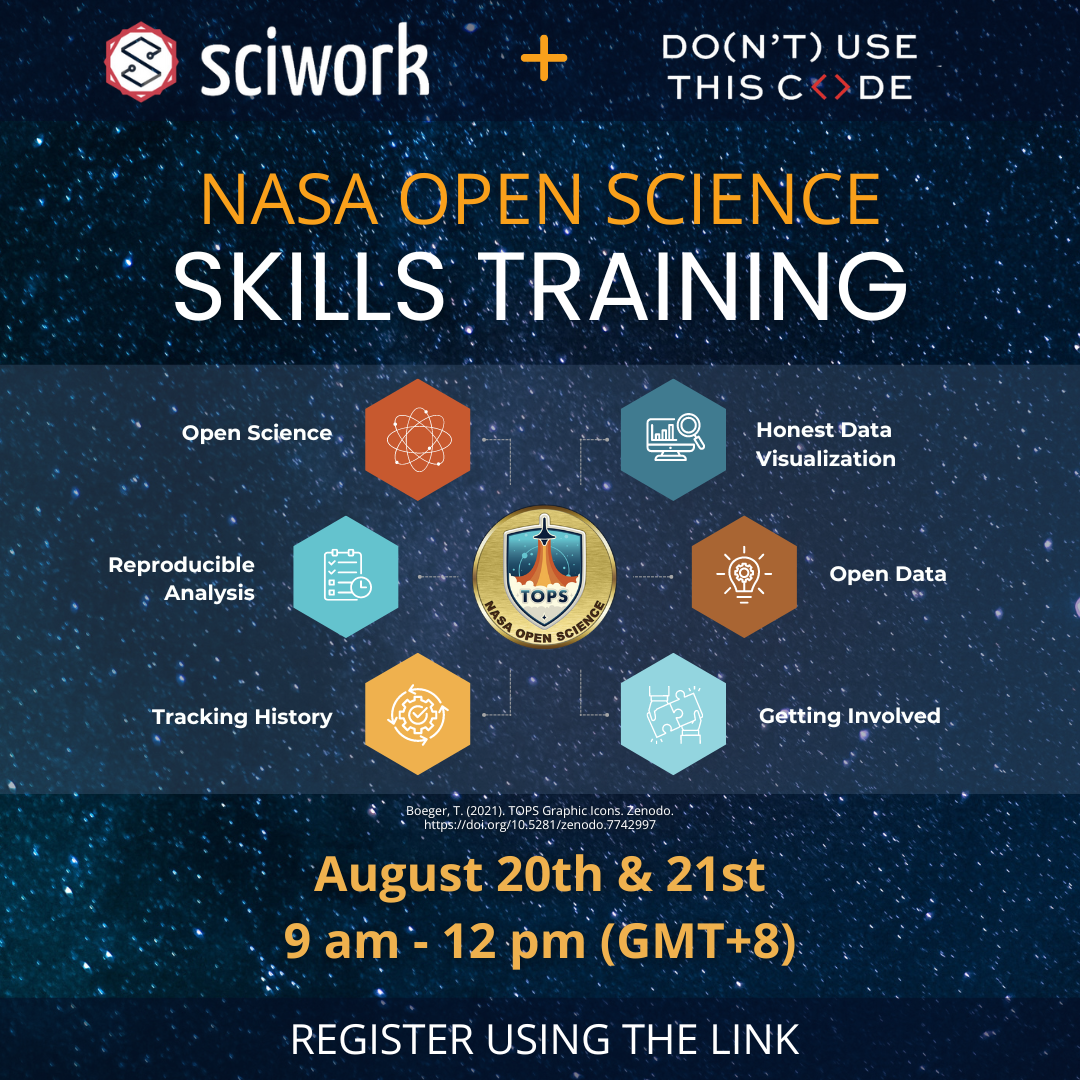 sciwork
+
DO(N'T) USE
THIS C<>DE
NASA OPEN SCIENCE
SKILLS TRAINING
Open Science
Honest Data
Visualization
Reproducible
Analysis
TOPS
NASA OPEN SCIENCE
Open Data
Tracking History
Getting Involved
Boeger, T. (2021). TOPS Graphic Icons. Zenodo.
https://doi.org/10.5281/zenodo.7742997
August 20th & 21st
9 am - 12 pm (GMT+8)
REGISTER USING THE LINK